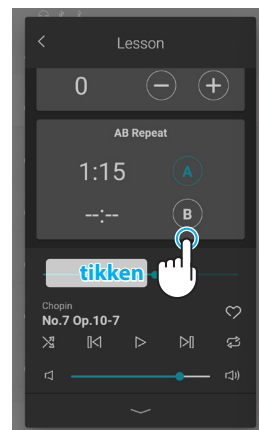 Lesson
0
AB Repeat
1:15
A
--:--
B
tikken
Chopin
No.7 Op.10-7